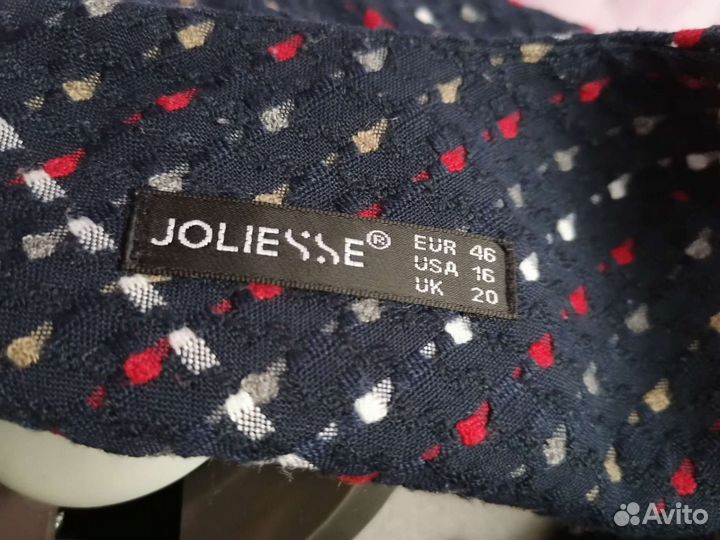 JOLIESSE®
EUR 46
USA 16
UK 20
Avito